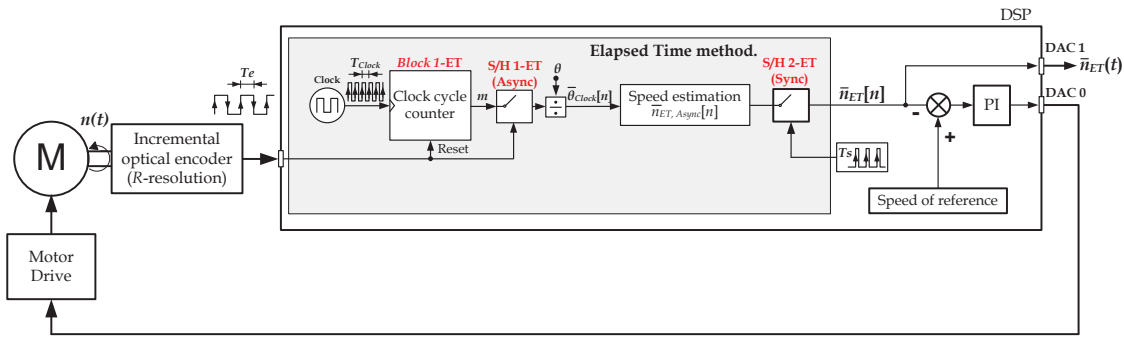 DSP
Elapsed Time method.
DAC 1
n̅ET(t)
DAC 0
Te
n(t)
M
Incremental
optical encoder
(R-resolution)
Motor
Drive
Clock
TClock
Block 1-ET
Clock cycle
counter
m
Reset
S/H 1-ET
(Async)
θ
÷
θ̅Clock[n]
Speed estimation
n̅ET, Async[n]
S/H 2-ET
(Sync)
Ts
n̅ET[n]
-
+
PI
Speed of reference